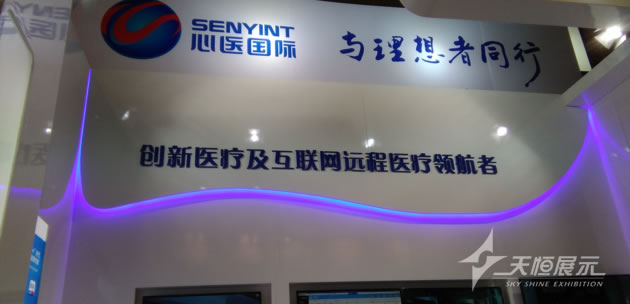 SENYINT
心医国际
与理想者同行
创新医疗及互联网远程医疗领航者
天恒展示
SKY SHINE EXHIBITION